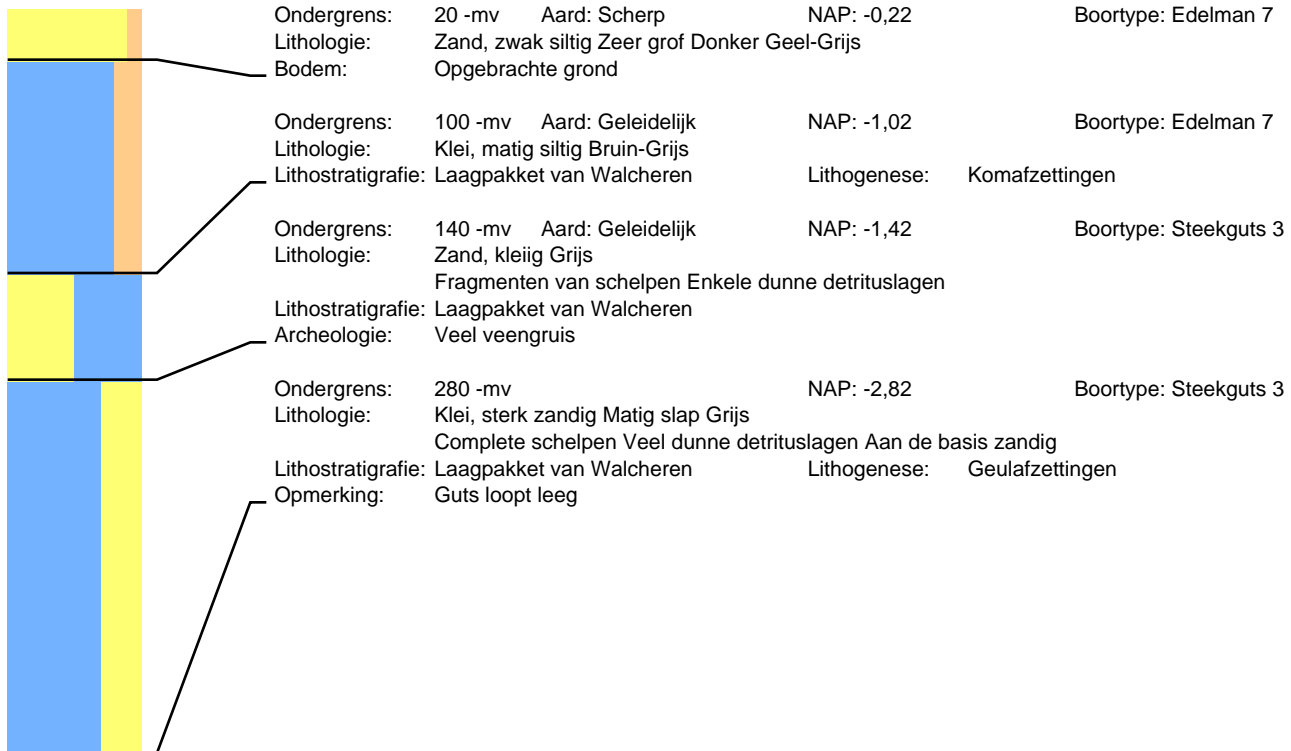 Ondergrens: 20 -mv Aard: Scherp NAP: -0,22 Boortype: Edelman 7
Lithologie: Zand, zwak siltig Zeer grof Donker Geel-Grijs
Bodem: Opgebrachte grond
Ondergrens: 100 -mv Aard: Geleidelijk NAP: -1,02 Boortype: Edelman 7
Lithologie: Klei, matig siltig Bruin-Grijs
Lithostratigrafie: Laagpakket van Walcheren Lithogenese: Komafzettingen
Ondergrens: 140 -mv Aard: Geleidelijk NAP: -1,42 Boortype: Steekguts 3
Lithologie: Zand, kleiig Grijs
Fragmenten van schelpen Enkele dunne detrituslagen
Lithostratigrafie: Laagpakket van Walcheren
Archeologie: Veel veengruis
Ondergrens: 280 -mv NAP: -2,82 Boortype: Steekguts 3
Lithologie: Klei, sterk zandig Matig slap Grijs
Complete schelpen Veel dunne detrituslagen Aan de basis zandig
Lithostratigrafie: Laagpakket van Walcheren Lithogenese: Geulafzettingen
Opmerking: Guts loopt leeg